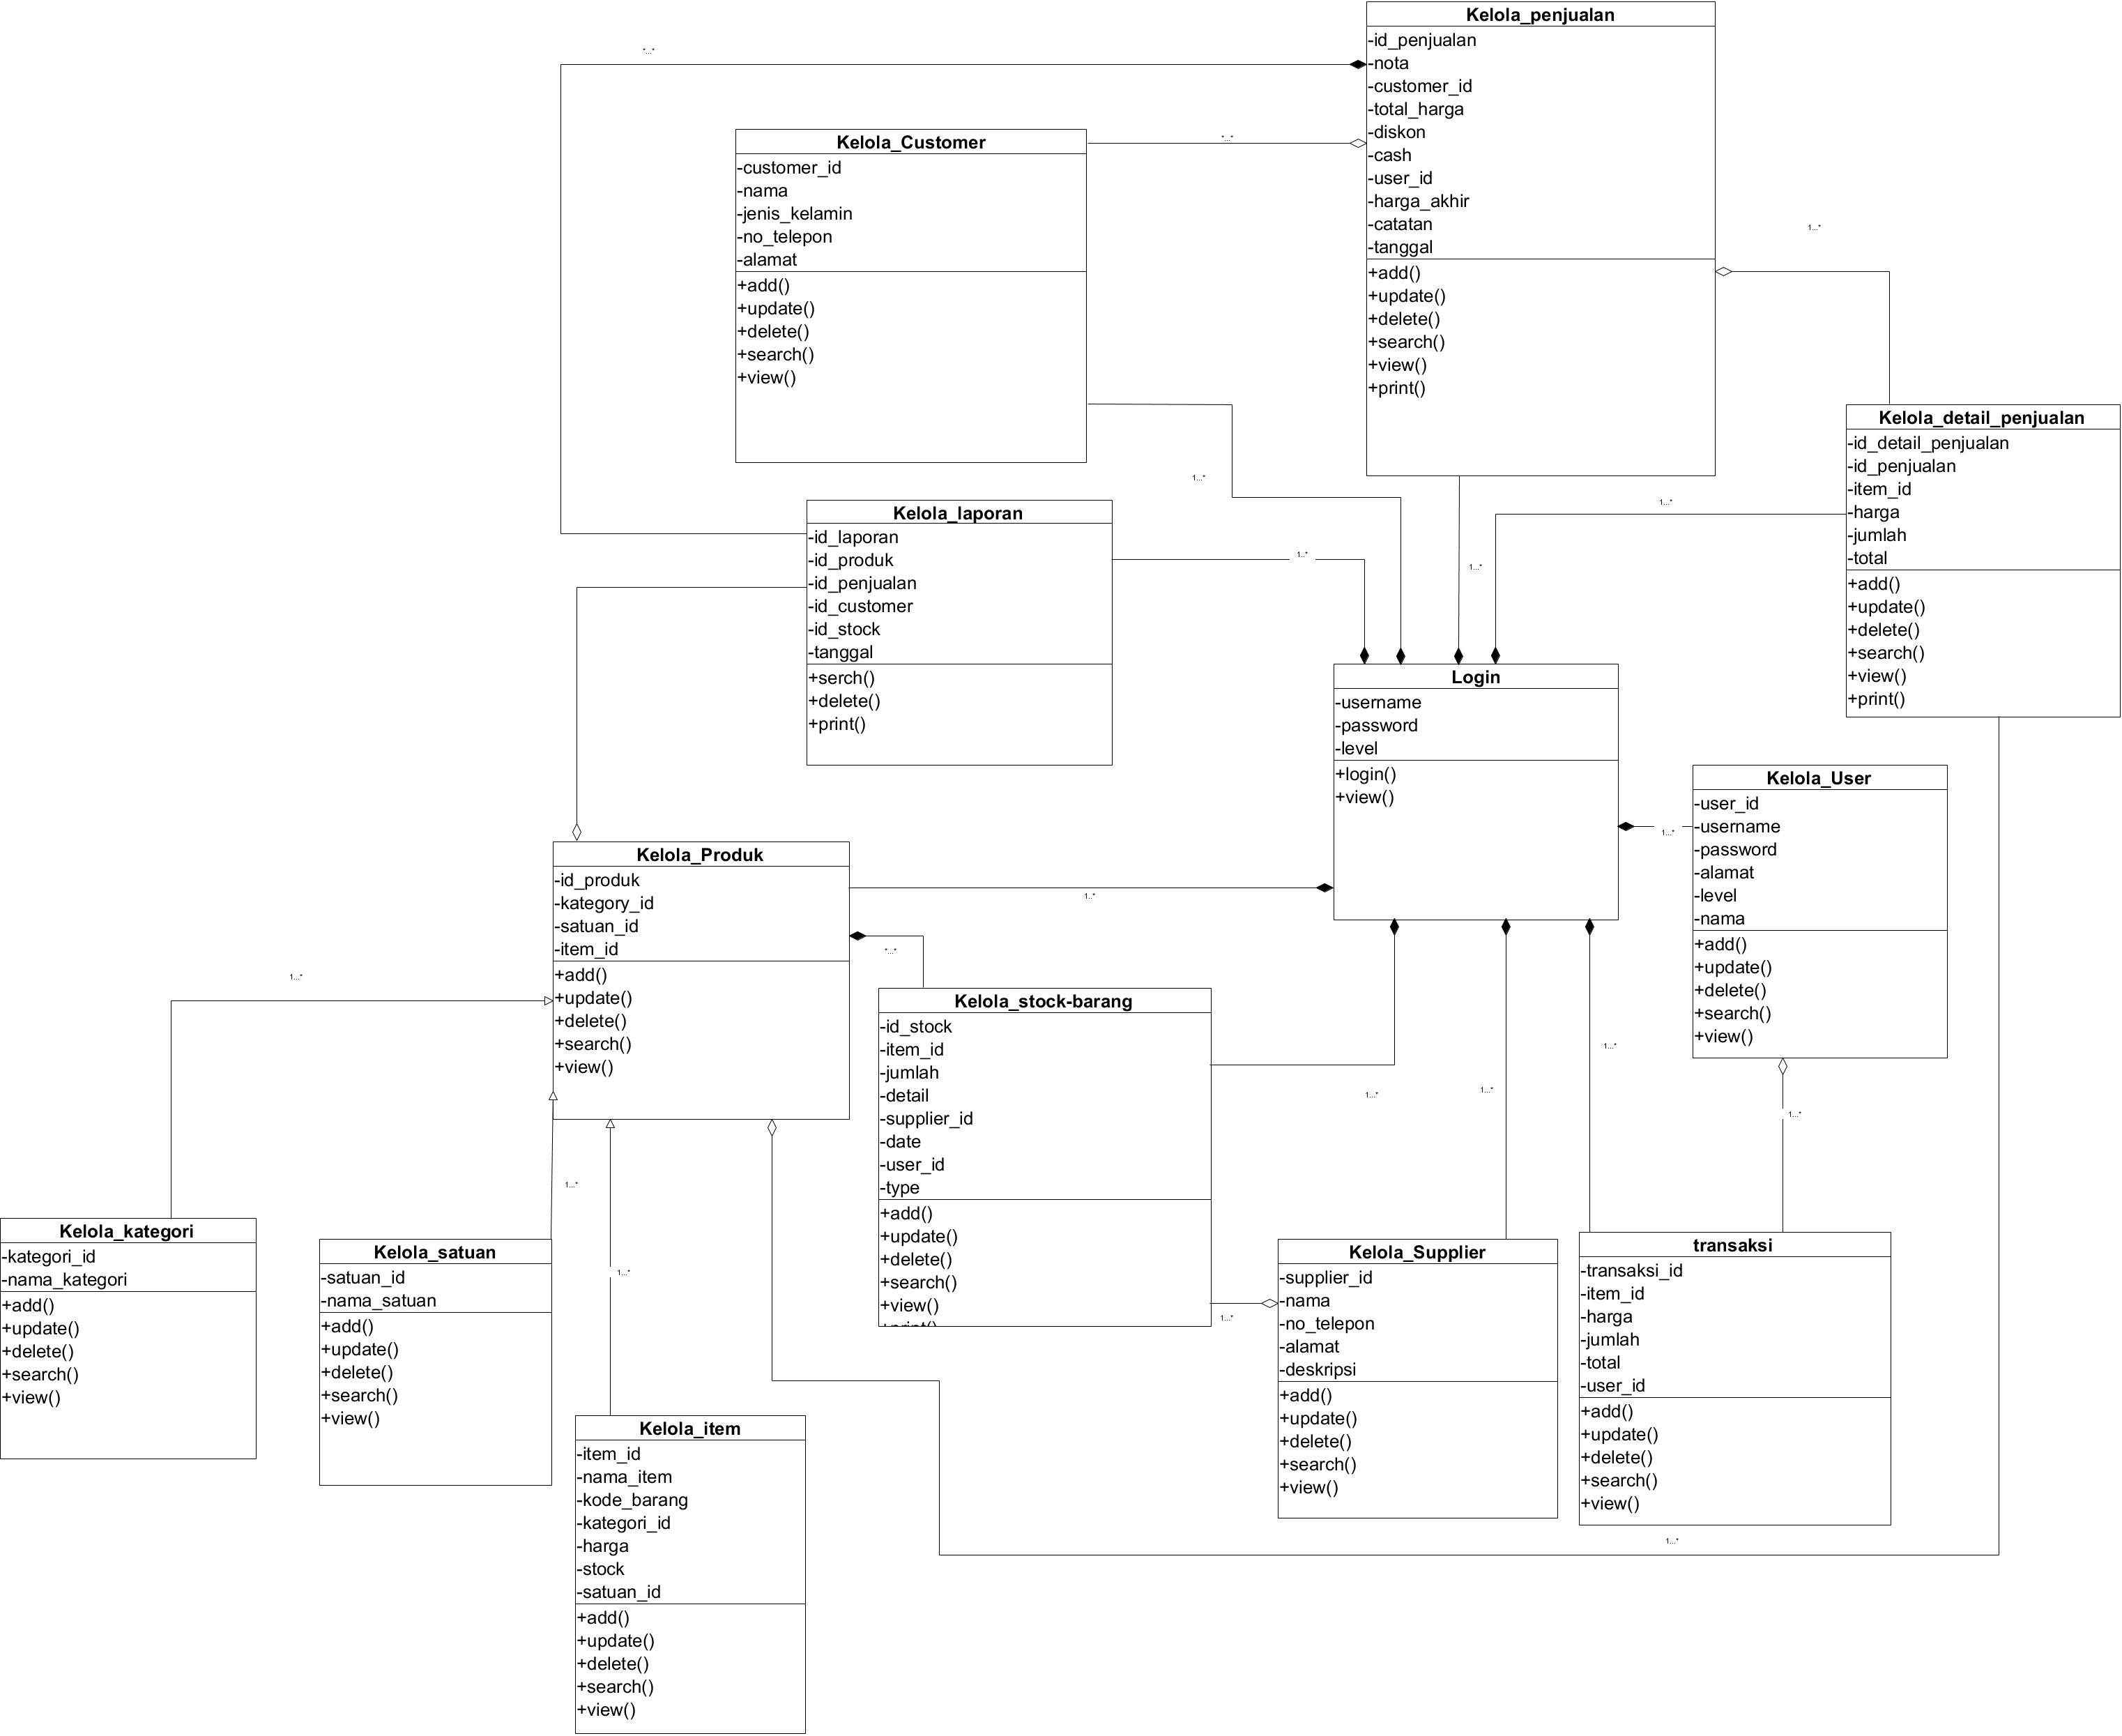 Kelola_penjualan
-id_penjualan
-nota
-customer_id
-total_harga
-diskon
-cash
-user_id
-harga_akhir
-catatan
-tanggal
+add()
+update()
+delete()
+search()
+view()
+print()
*...*
*...*
1...*
Kelola_Customer
-customer_id
-nama
-jenis_kelamin
-no_telepon
-alamat
+add()
+update()
+delete()
+search()
+view()
Kelola_detail_penjualan
-id_detail_penjualan
-id_penjualan
-item_id
-harga
-jumlah
-total
+add()
+update()
+delete()
+search()
+view()
+print()
1...*
1...*
1..*
1...*
Kelola_laporan
-id_laporan
-id_produk
-id_penjualan
-id_customer
-id_stock
-tanggal
+serch()
+delete()
+print()
Login
-username
-password
-level
+login()
+view()
Kelola_User
-user_id
-username
-password
-alamat
-level
-nama
+add()
+update()
+delete()
+search()
+view()
1...*
Kelola_Produk
-id_produk
-kategory_id
-satuan_id
-item_id
+add()
+update()
+delete()
+search()
+view()
1..*
*...*
1...*
Kelola_stock-barang
-id_stock
-item_id
-jumlah
-detail
-supplier_id
-date
-user_id
-type
+add()
+update()
+delete()
+search()
+view()
+print()
1...*
1...*
1...*
1...*
1...*
1...*
1...*
Kelola_kategori
-kategori_id
-nama_kategori
+add()
+update()
+delete()
+search()
+view()
Kelola_satuan
-satuan_id
-nama_satuan
+add()
+update()
+delete()
+search()
+view()
Kelola_item
-item_id
-nama_item
-kode_barang
-kategori_id
-harga
-stock
-satuan_id
+add()
+update()
+delete()
+search()
+view()
Kelola_Supplier
-supplier_id
-nama
-no_telepon
-alamat
-deskripsi
+add()
+update()
+delete()
+search()
+view()
transaksi
-transaksi_id
-item_id
-harga
-jumlah
-total
-user_id
+add()
+update()
+delete()
+search()
+view()
1...*